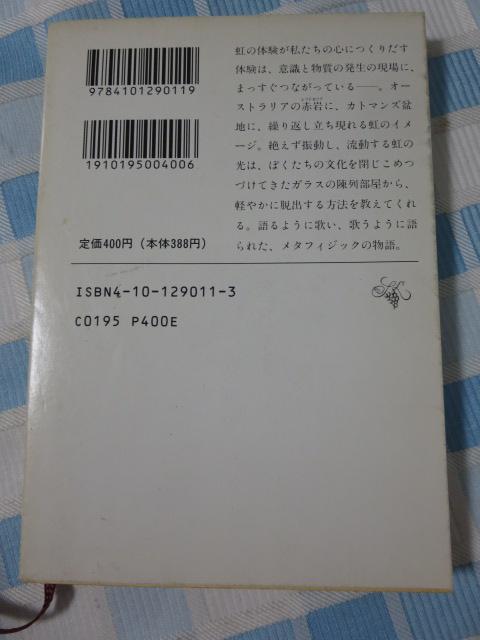 9784101290119
1910195004006
定価400円（本体388円）
虹の体験が私たちの心につくりだす
体験は、意識と物質の発生の現場に、
まっすぐつながっている――。オー
ストラリアの赤岩に、カトマンズ盆
地に、繰り返し立ち現れる虹のイメ
ージ。絶えず振動し、流動する虹の
光は、ぼくたちの文化を閉じこめつ
づけてきたガラスの陳列部屋から、
軽やかに脱出する方法を教えてくれ
る。語るように歌い、歌うように語
られた、メタフィジックの物語。
ISBN4-10-129011-3
C0195 P400E